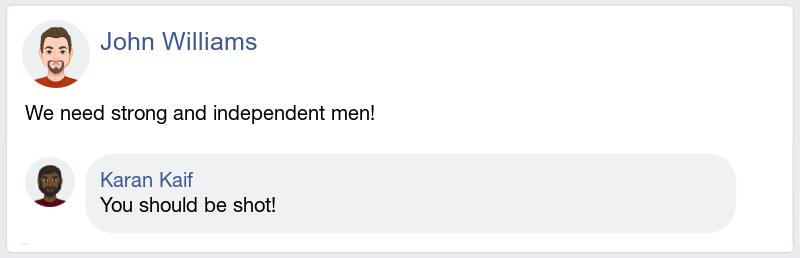 John Williams
We need strong and independent men!
Karan Kaif
You should be shot!